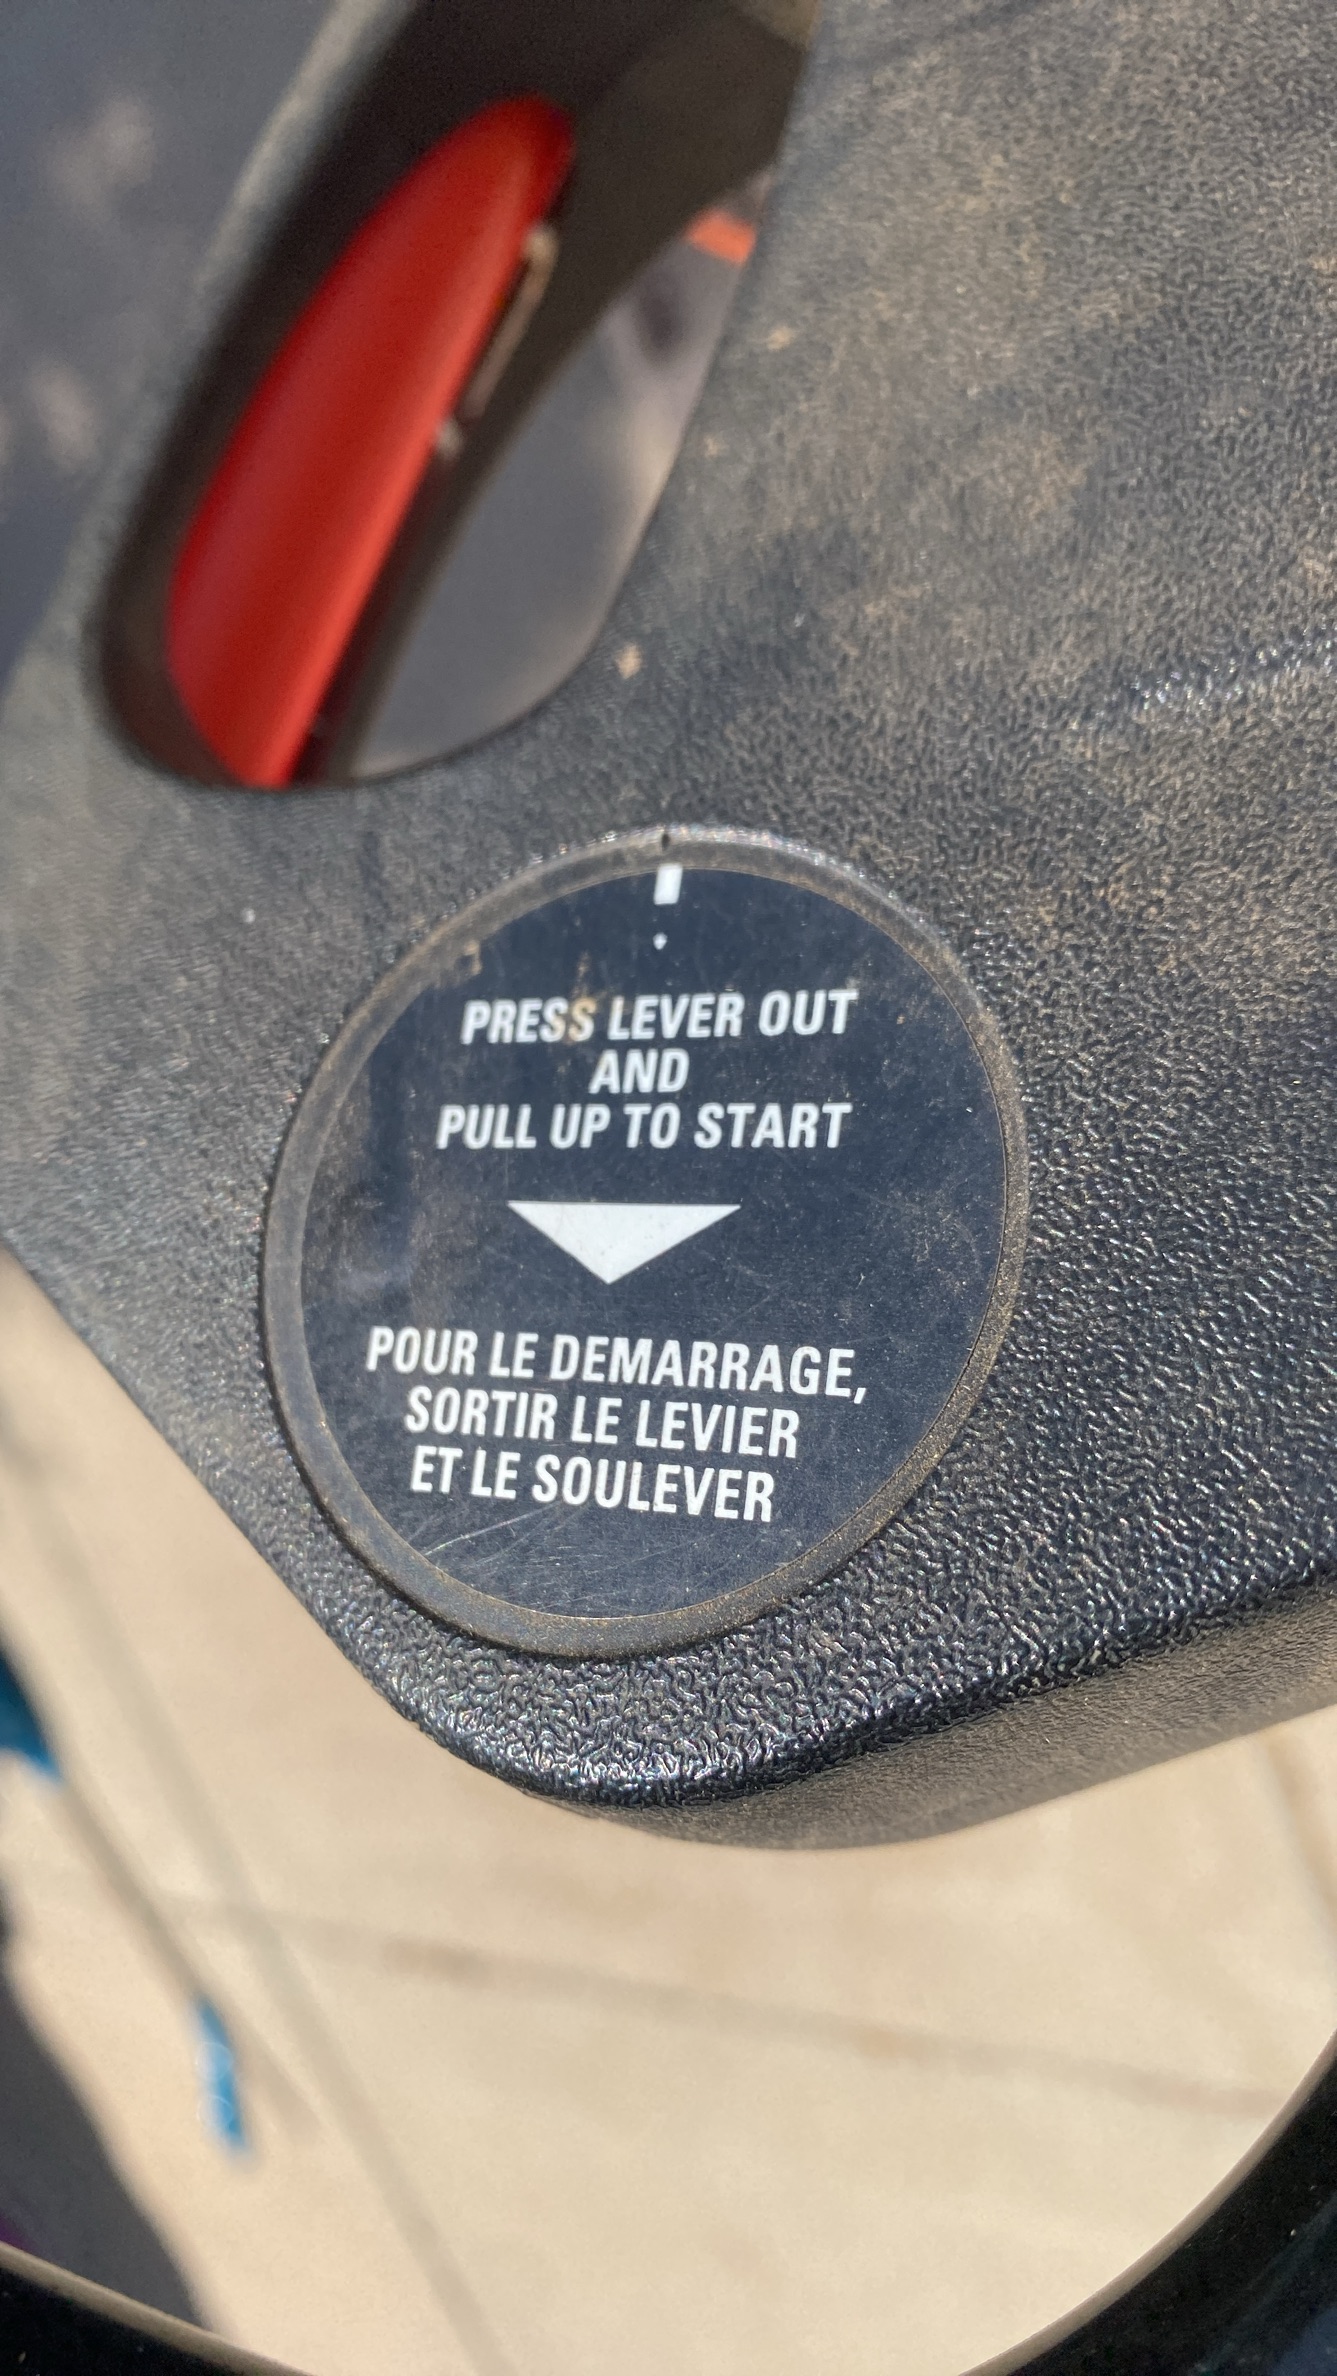 PRESS LEVER OUT
AND
PULL UP TO START
POUR LE DEMARRAGE,
SORTIR LE LEVIER
ET LE SOULEVER